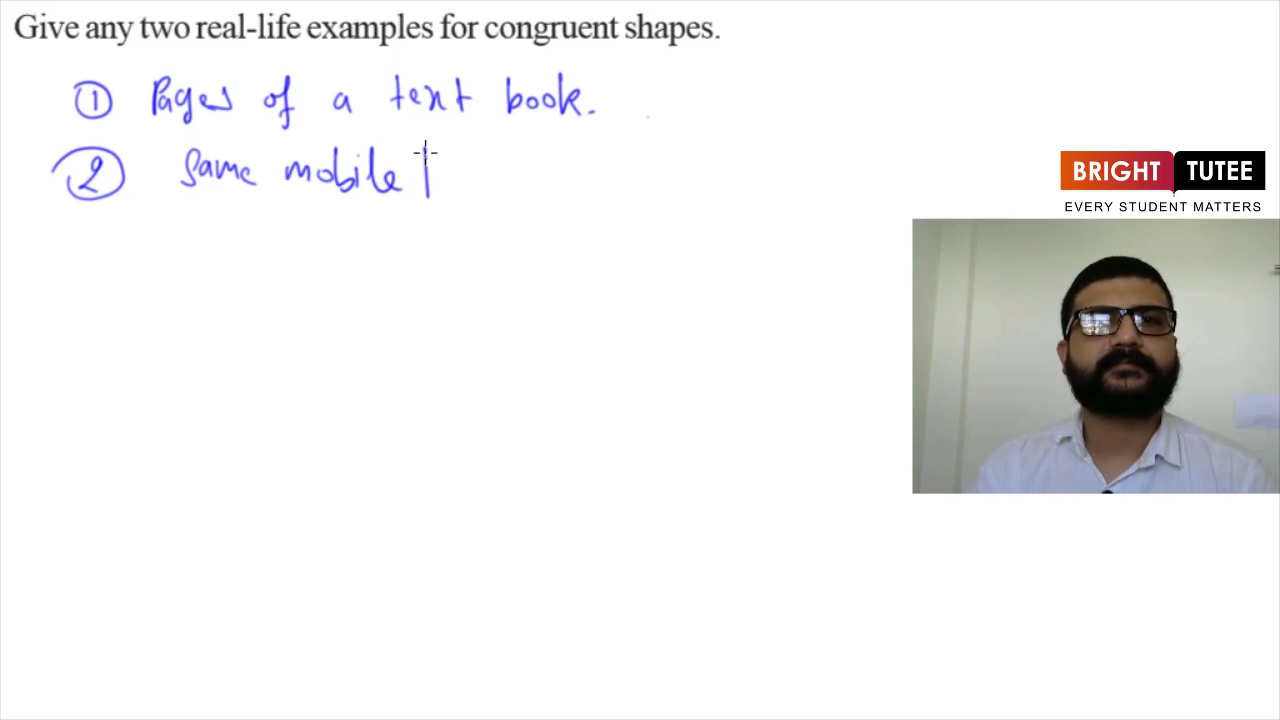 Give any two real-life examples for congruent shapes.
① Pages of a text book.
② Same mobile
BRIGHT TUTEE
EVERY STUDENT MATTERS